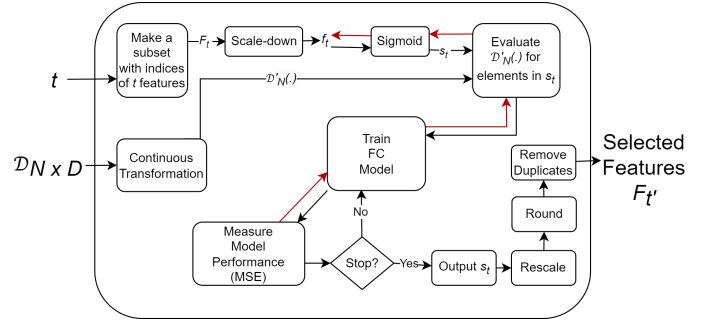 t
Make a
subset
with indices
of t features
F_t
Scale-down
f_t
Sigmoid
s_t
Evaluate
𝒟'_N(.) for
elements in s_t
𝒟'_N(.)
𝒟_{N x D}
Continuous
Transformation
Train
FC
Model
No
Measure
Model
Performance
(MSE)
Stop?
Yes
Output s_t
Rescale
Round
Remove
Duplicates
Selected
Features
F_{t'}